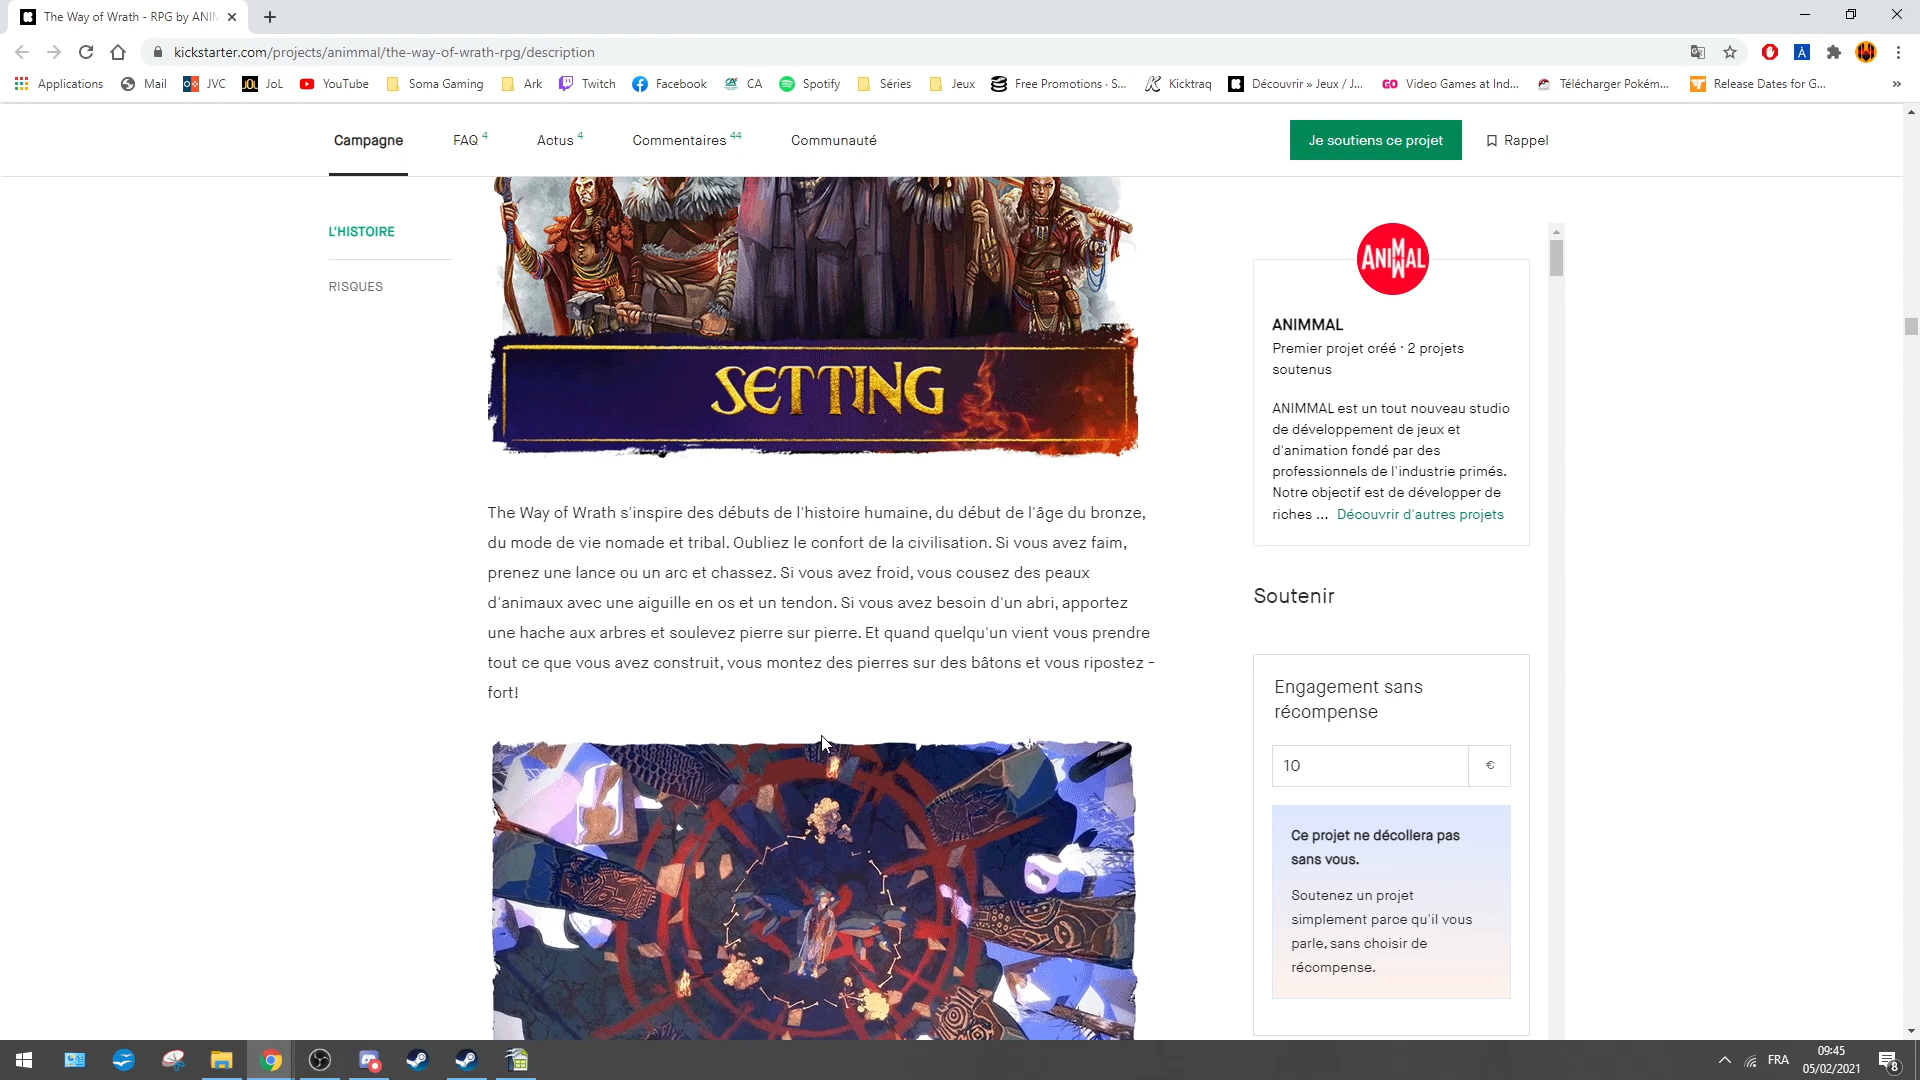 The Way of Wrath - RPG by ANIM
kickstarter.com/projects/animmal/the-way-of-wrath-rpg/description
Applications
Mail
JVC
JoL
YouTube
Soma Gaming
Ark
Twitch
Facebook
CA
Spotify
Séries
Jeux
Free Promotions · S...
Kicktraq
Découvrir » Jeux / J...
Video Games at Ind...
Télécharger Pokém...
Release Dates for G...
»
Campagne
FAQ 4
Actus 4
Commentaires 44
Communauté
Je soutiens ce projet
Rappel
L'HISTOIRE
RISQUES
SETTING
The Way of Wrath s'inspire des débuts de l'histoire humaine, du début de l'âge du bronze,
du mode de vie nomade et tribal. Oubliez le confort de la civilisation. Si vous avez faim,
prenez une lance ou un arc et chassez. Si vous avez froid, vous cousez des peaux
d'animaux avec une aiguille en os et un tendon. Si vous avez besoin d'un abri, apportez
une hache aux arbres et soulevez pierre sur pierre. Et quand quelqu'un vient vous prendre
tout ce que vous avez construit, vous montez des pierres sur des bâtons et vous ripostez -
fort!
ANIMMAL
ANIMMAL
Premier projet créé · 2 projets
soutenus
ANIMMAL est un tout nouveau studio
de développement de jeux et
d'animation fondé par des
professionnels de l'industrie primés.
Notre objectif est de développer de
riches ... Découvrir d'autres projets
Soutenir
Engagement sans
récompense
10
€
Ce projet ne décollera pas
sans vous.
Soutenez un projet
simplement parce qu'il vous
parle, sans choisir de
récompense.
FRA
09:45
05/02/2021
8